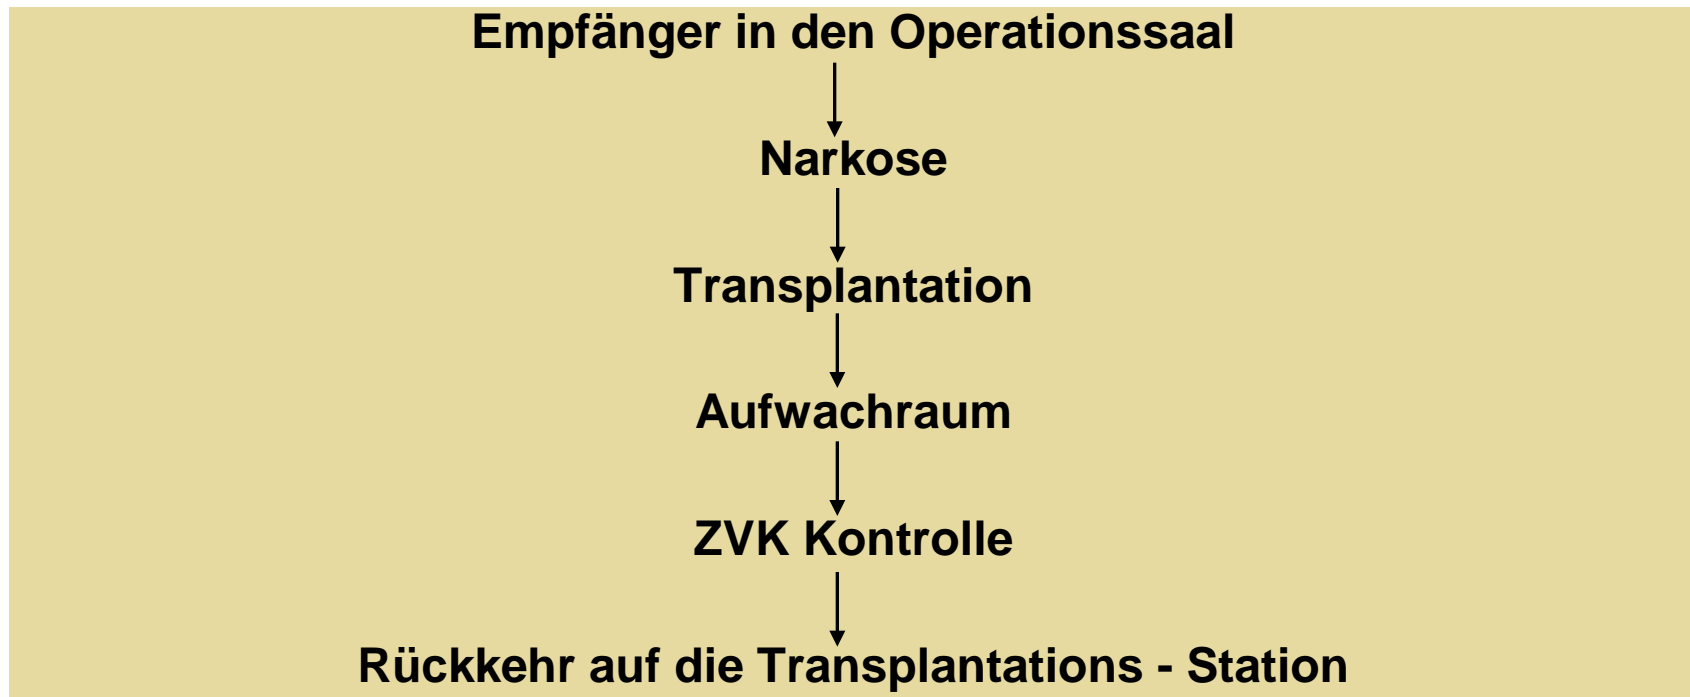 Empfänger in den Operationssaal
Narkose
Transplantation
Aufwachraum
ZVK Kontrolle
Rückkehr auf die Transplantations - Station